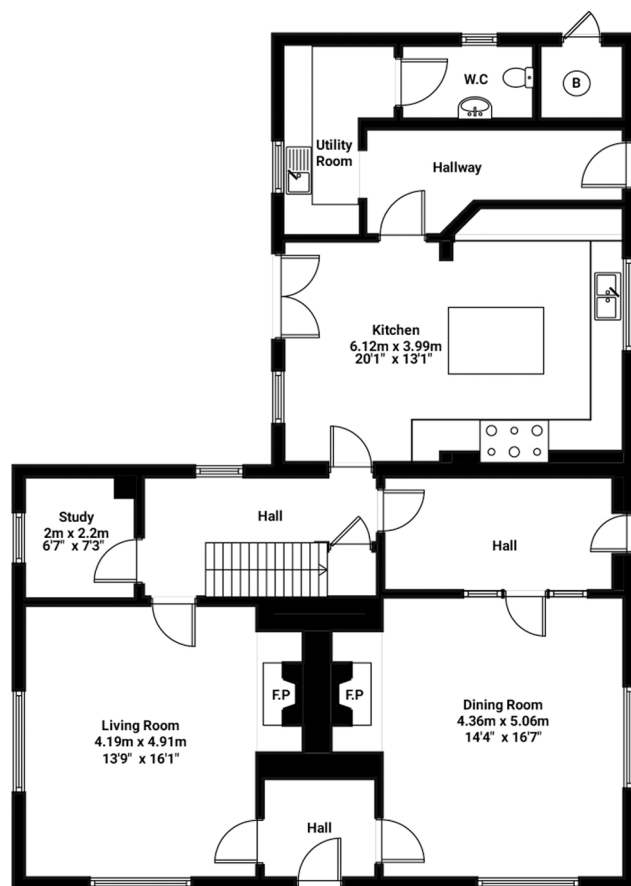 W.C
B
Utility
Room
Hallway
Kitchen
6.12m x 3.99m
20'1" x 13'1"
Study
2m x 2.2m
6'7" x 7'3"
Hall
Hall
F.P
F.P
Living Room
4.19m x 4.91m
13'9" x 16'1"
Dining Room
4.36m x 5.06m
14'4" x 16'7"
Hall